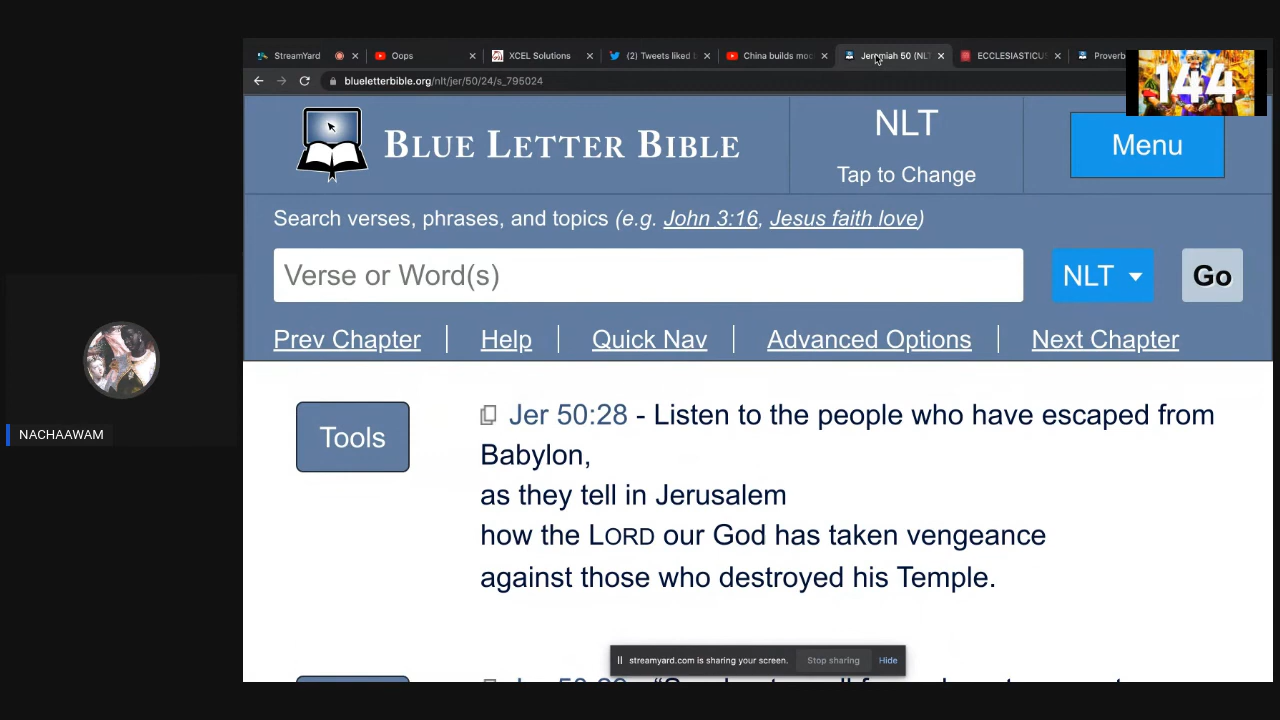 StreamYard
Oops
XCEL Solutions
(2) Tweets liked
China builds
Jeremiah 50 (NLT
ECCLESIASTICUS
Proverb
144
blueletterbible.org/nlt/jer/50/24/s_795024
BLUE LETTER BIBLE
NLT
Tap to Change
Menu
Search verses, phrases, and topics (e.g. John 3:16, Jesus faith love)
Verse or Word(s)
NLT
Go
Prev Chapter
Help
Quick Nav
Advanced Options
Next Chapter
Tools
Jer 50:28 - Listen to the people who have escaped from
Babylon,
as they tell in Jerusalem
how the LORD our God has taken vengeance
against those who destroyed his Temple.
NACHAAWAM
streamyard.com is sharing your screen.
Stop sharing
Hide